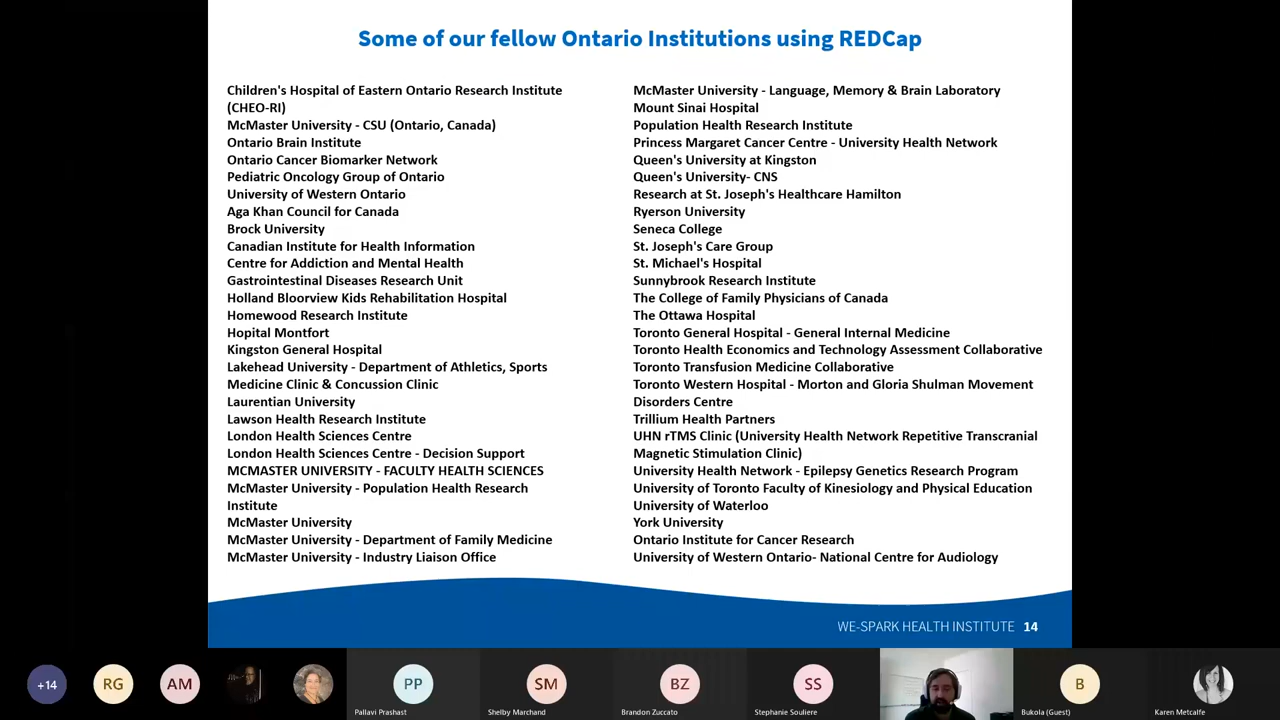 Some of our fellow Ontario Institutions using REDCap
Children's Hospital of Eastern Ontario Research Institute
(CHEO-RI)
McMaster University - CSU (Ontario, Canada)
Ontario Brain Institute
Ontario Cancer Biomarker Network
Pediatric Oncology Group of Ontario
University of Western Ontario
Aga Khan Council for Canada
Brock University
Canadian Institute for Health Information
Centre for Addiction and Mental Health
Gastrointestinal Diseases Research Unit
Holland Bloorview Kids Rehabilitation Hospital
Homewood Research Institute
Hopital Montfort
Kingston General Hospital
Lakehead University - Department of Athletics, Sports
Medicine Clinic & Concussion Clinic
Laurentian University
Lawson Health Research Institute
London Health Sciences Centre
London Health Sciences Centre - Decision Support
MCMASTER UNIVERSITY - FACULTY HEALTH SCIENCES
McMaster University - Population Health Research
Institute
McMaster University
McMaster University - Department of Family Medicine
McMaster University - Industry Liaison Office
McMaster University - Language, Memory & Brain Laboratory
Mount Sinai Hospital
Population Health Research Institute
Princess Margaret Cancer Centre - University Health Network
Queen's University at Kingston
Queen's University- CNS
Research at St. Joseph's Healthcare Hamilton
Ryerson University
Seneca College
St. Joseph's Care Group
St. Michael's Hospital
Sunnybrook Research Institute
The College of Family Physicians of Canada
The Ottawa Hospital
Toronto General Hospital - General Internal Medicine
Toronto Health Economics and Technology Assessment Collaborative
Toronto Transfusion Medicine Collaborative
Toronto Western Hospital - Morton and Gloria Shulman Movement
Disorders Centre
Trillium Health Partners
UHN rTMS Clinic (University Health Network Repetitive Transcranial
Magnetic Stimulation Clinic)
University Health Network - Epilepsy Genetics Research Program
University of Toronto Faculty of Kinesiology and Physical Education
University of Waterloo
York University
Ontario Institute for Cancer Research
University of Western Ontario- National Centre for Audiology
WE-SPARK HEALTH INSTITUTE 14
+14
RG
AM
PP
SM
BZ
SS
B
Pallavi Prashast
Shelby Marchand
Brandon Zuccato
Stephanie Souliere
Bukola (Guest)
Karen Metcalfe